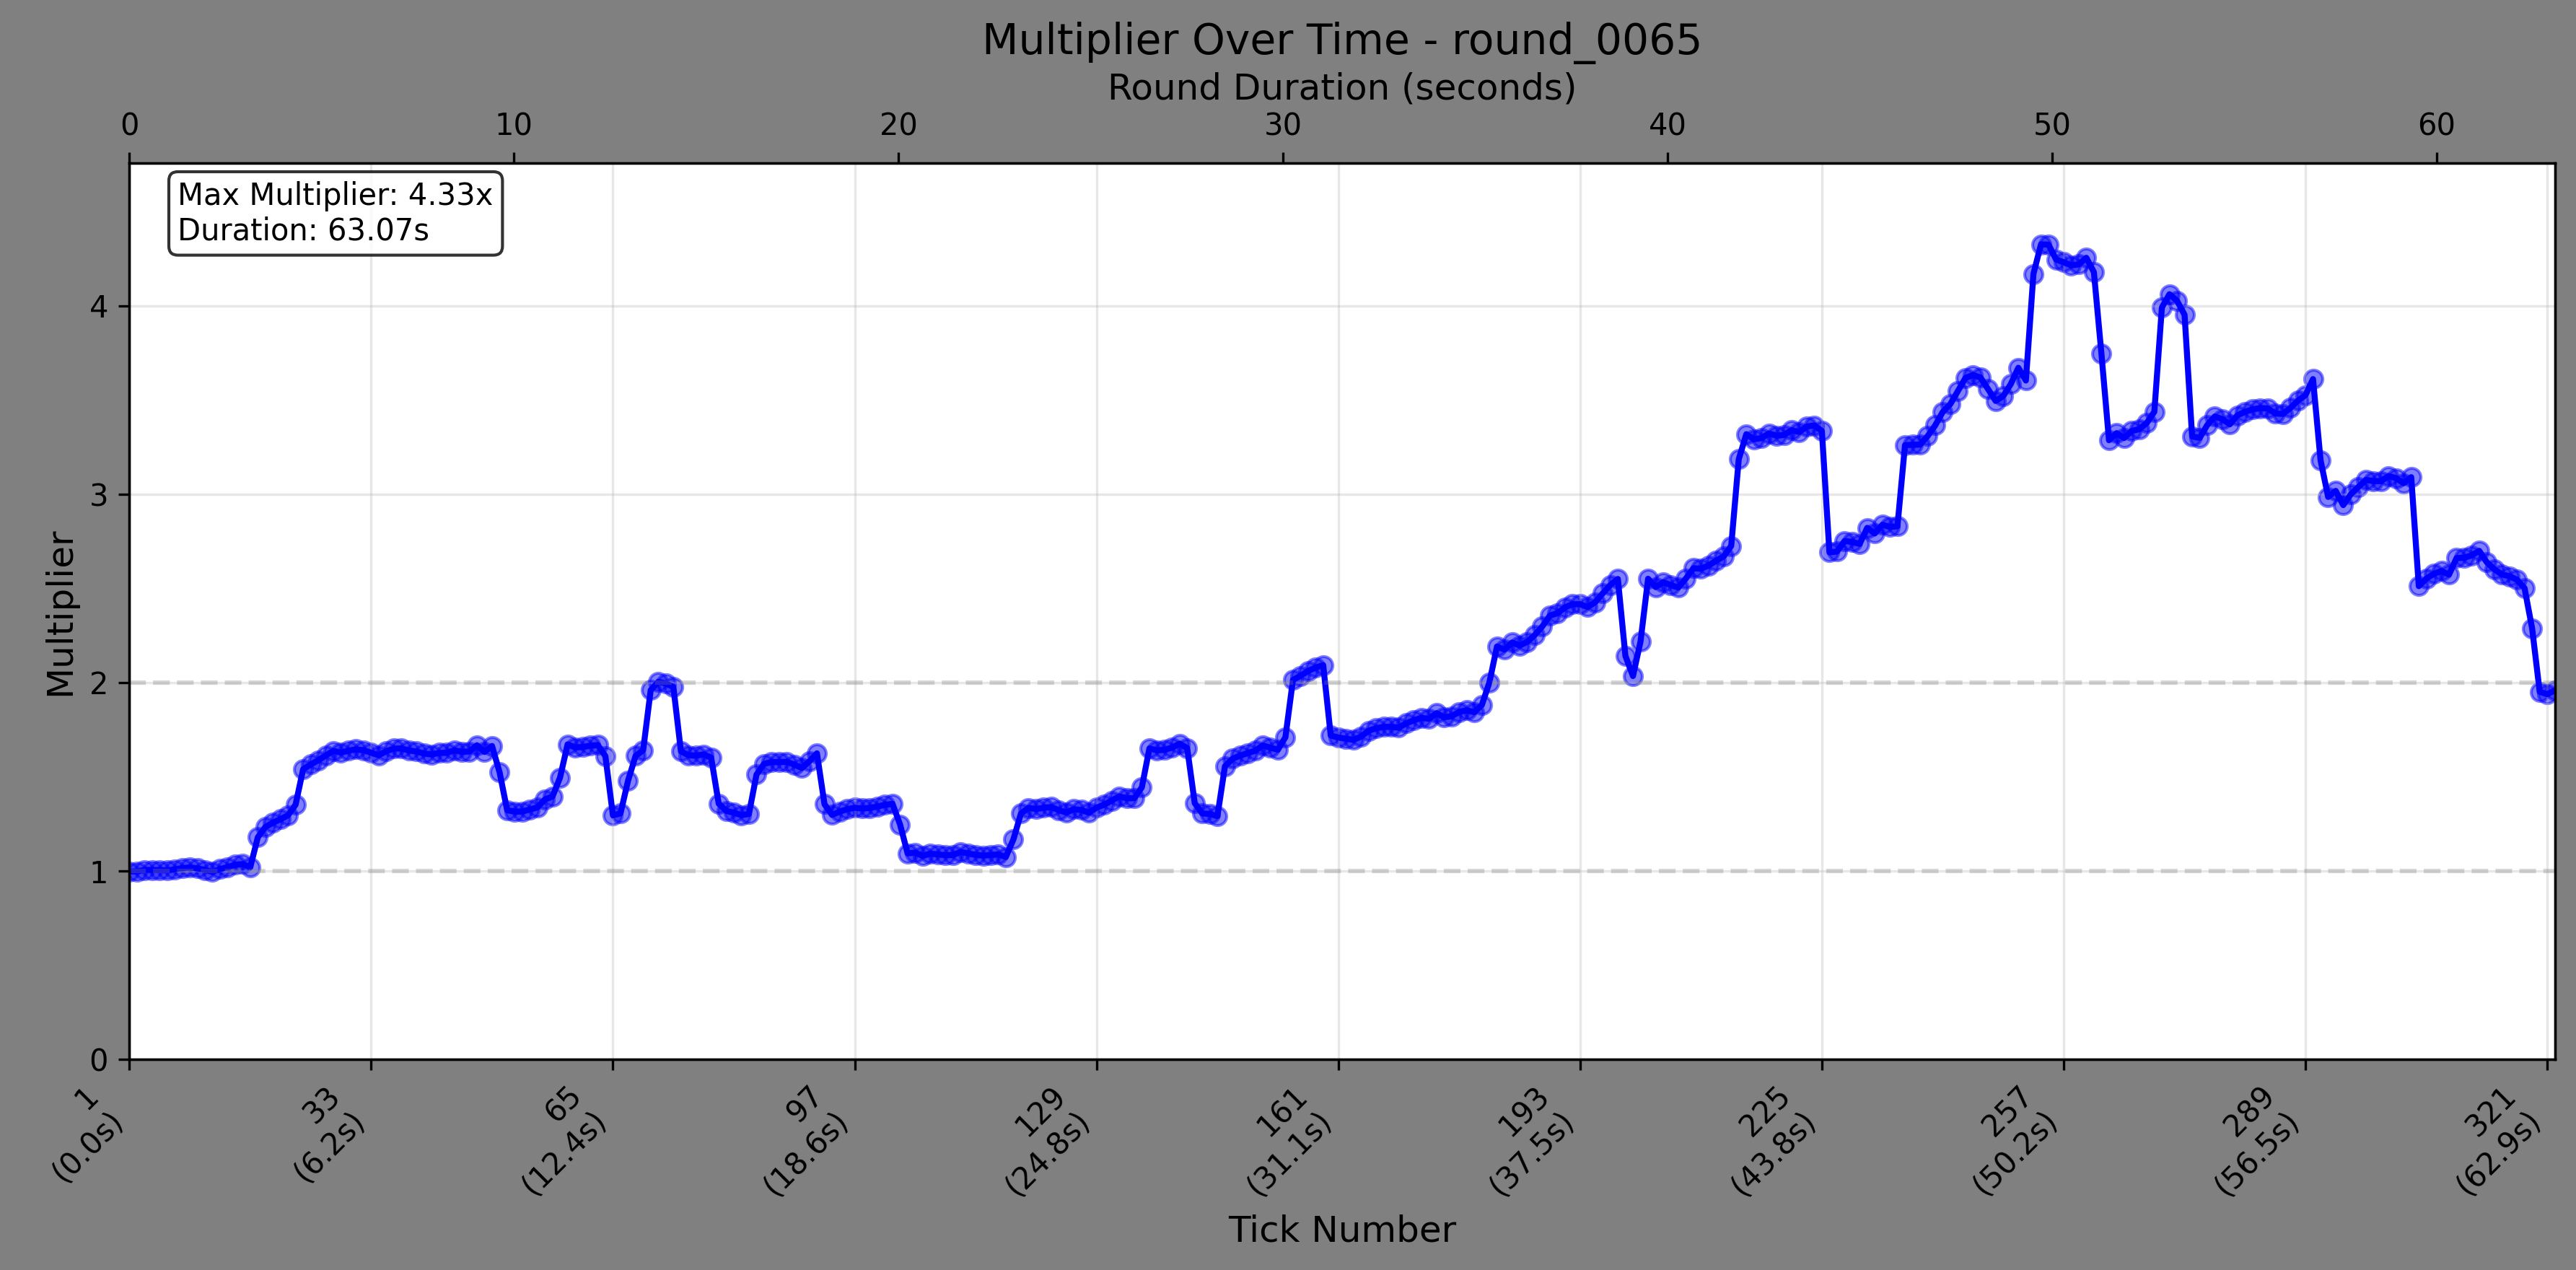 Multiplier Over Time - round_0065
Round Duration (seconds)
0 10 20 30 40 50 60
Max Multiplier: 4.33x
Duration: 63.07s
4
3
2
1
0
Multiplier
1 33 65 97 129 161 193 225 257 289 321
(0.0s) (6.2s) (12.4s) (18.6s) (24.8s) (31.1s) (37.5s) (43.8s) (50.2s) (56.5s) (62.9s)
Tick Number